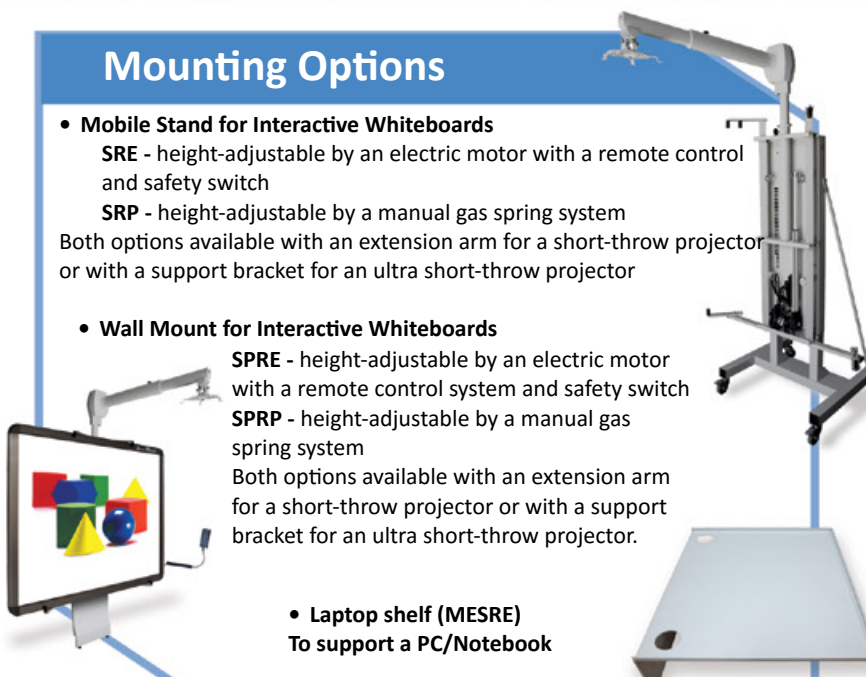 Mounting Options
• Mobile Stand for Interactive Whiteboards
SRE - height-adjustable by an electric motor with a remote control
and safety switch
SRP - height-adjustable by a manual gas spring system
Both options available with an extension arm for a short-throw projector
or with a support bracket for an ultra short-throw projector
• Wall Mount for Interactive Whiteboards
SPRE - height-adjustable by an electric motor
with a remote control system and safety switch
SPRP - height-adjustable by a manual gas
spring system
Both options available with an extension arm
for a short-throw projector or with a support
bracket for an ultra short-throw projector.
• Laptop shelf (MESRE)
To support a PC/Notebook